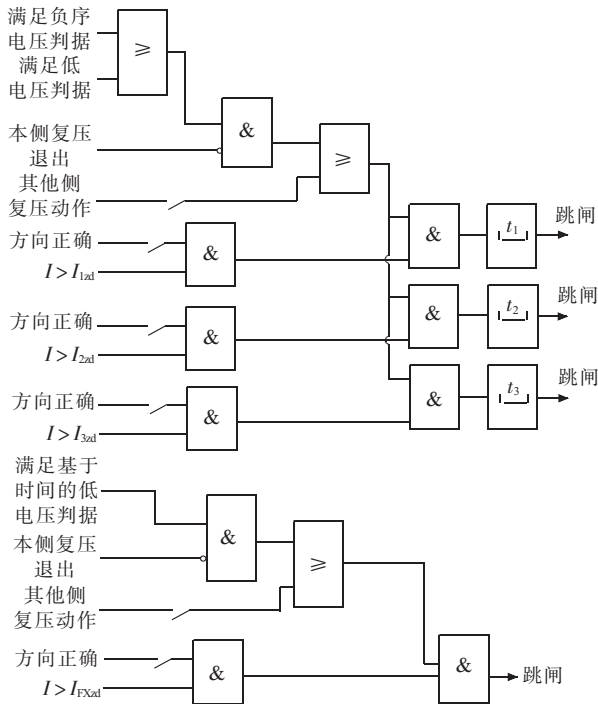 满足负序
电压判据
满足低
电压判据
≥
本侧复压
退出
&
≥
其他侧
复压动作
方向正确
&
I>I1zd
&
t1
跳闸
方向正确
&
I>I2zd
&
t2
跳闸
方向正确
&
I>I3zd
&
t3
跳闸
满足基于
时间的低
电压判据
&
本侧复压
退出
≥
其他侧
复压动作
方向正确
&
I>IFXzd
&
跳闸